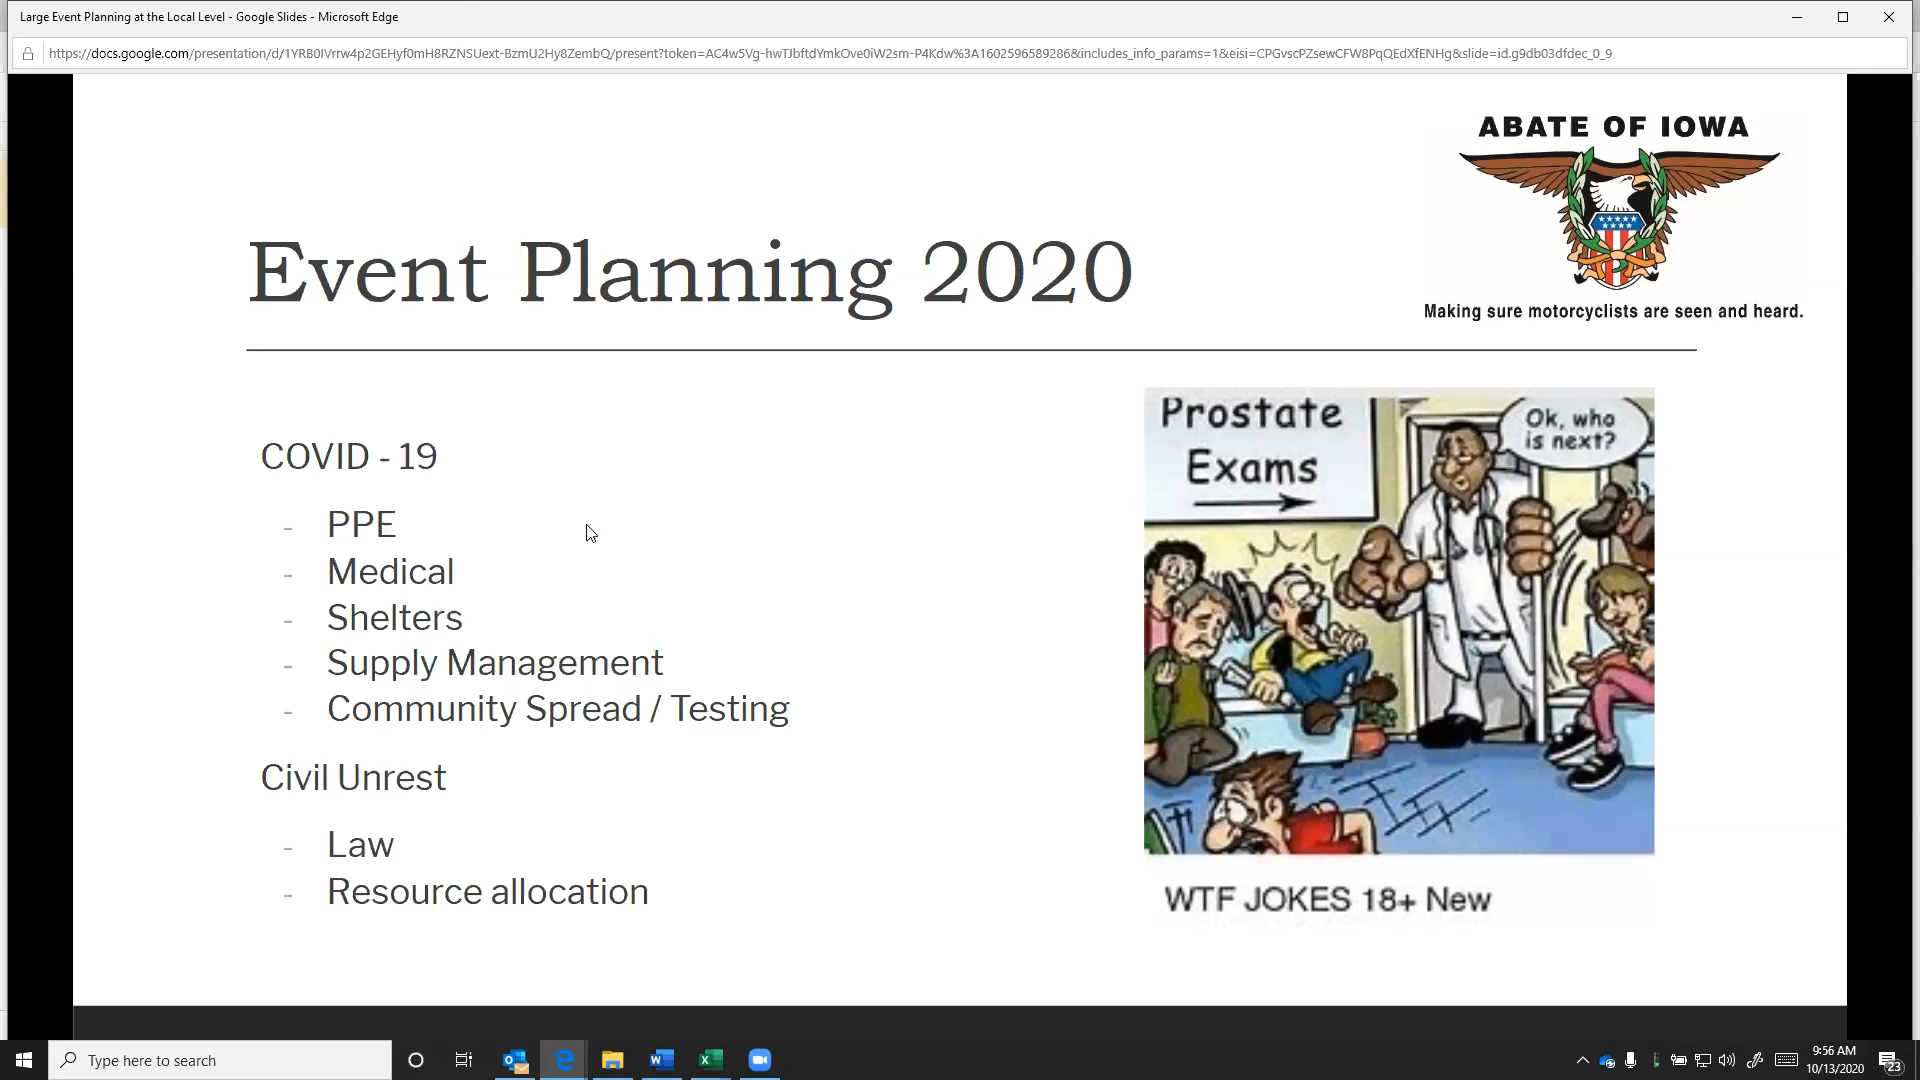 Large Event Planning at the Local Level - Google Slides - Microsoft Edge
https://docs.google.com/presentation/d/1YRB0IVrrw4p2GEHyf0mH8RZNSUext-BzmU2Hy8ZembQ/present?token=AC4w5Vg-hwTJbftdYmkOve0iW2sm-P4Kdw%3A1602596589286&includes_info_params=1&eisi=CPGvscPZsewCFW8PqQEdXfENHg&slide=id.g9db03dfdec_0_9
ABATE OF IOWA
Making sure motorcyclists are seen and heard.
Event Planning 2020
COVID - 19
- PPE
- Medical
- Shelters
- Supply Management
- Community Spread / Testing
Civil Unrest
- Law
- Resource allocation
Prostate
Exams
Ok, who
is next?
WTF JOKES 18+ New
Type here to search
9:56 AM
10/13/2020
23